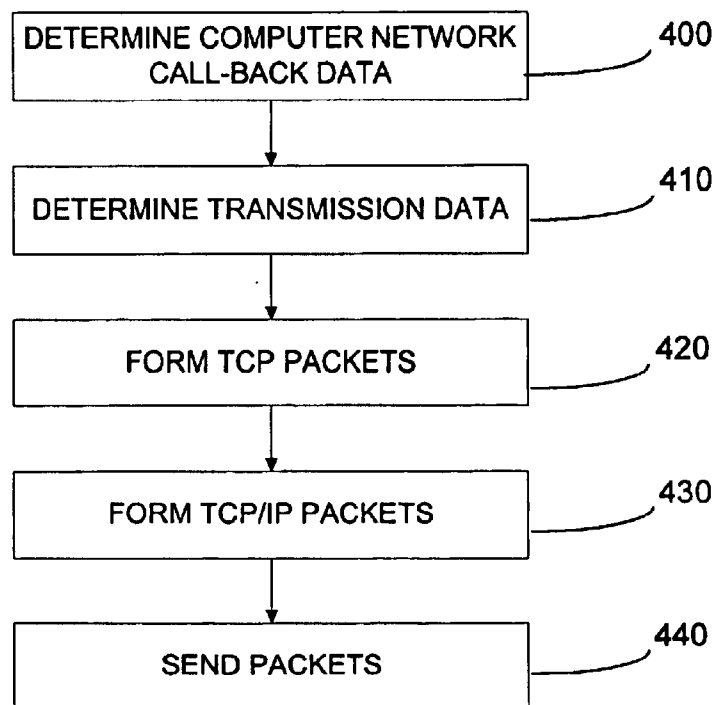 DETERMINE COMPUTER NETWORK
CALL-BACK DATA
400
DETERMINE TRANSMISSION DATA
410
FORM TCP PACKETS
420
FORM TCP/IP PACKETS
430
SEND PACKETS
440